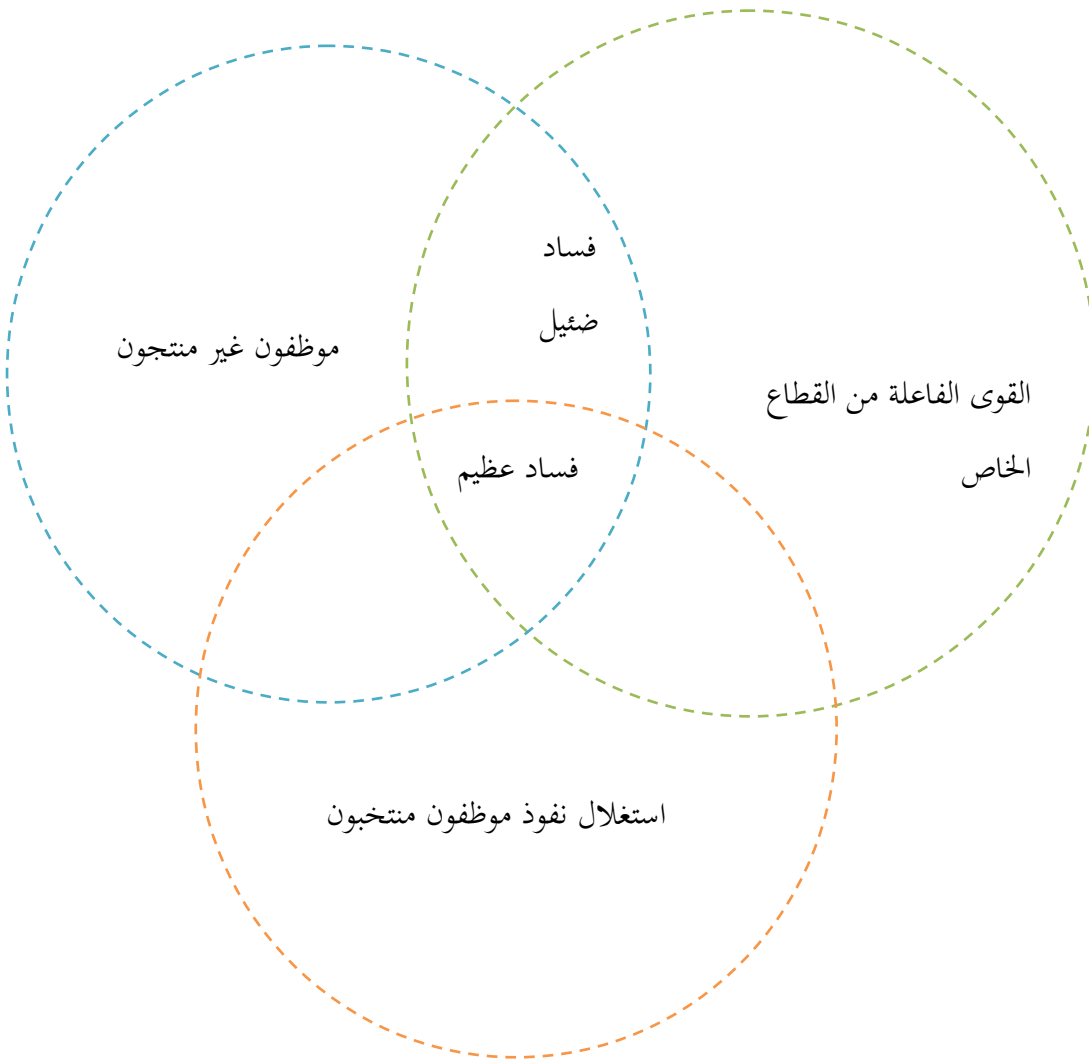 فساد
ضئيل
موظفون غير منتجون
القوى الفاعلة من القطاع
الخاص
فساد عظيم
استغلال نفوذ موظفون منتخبون